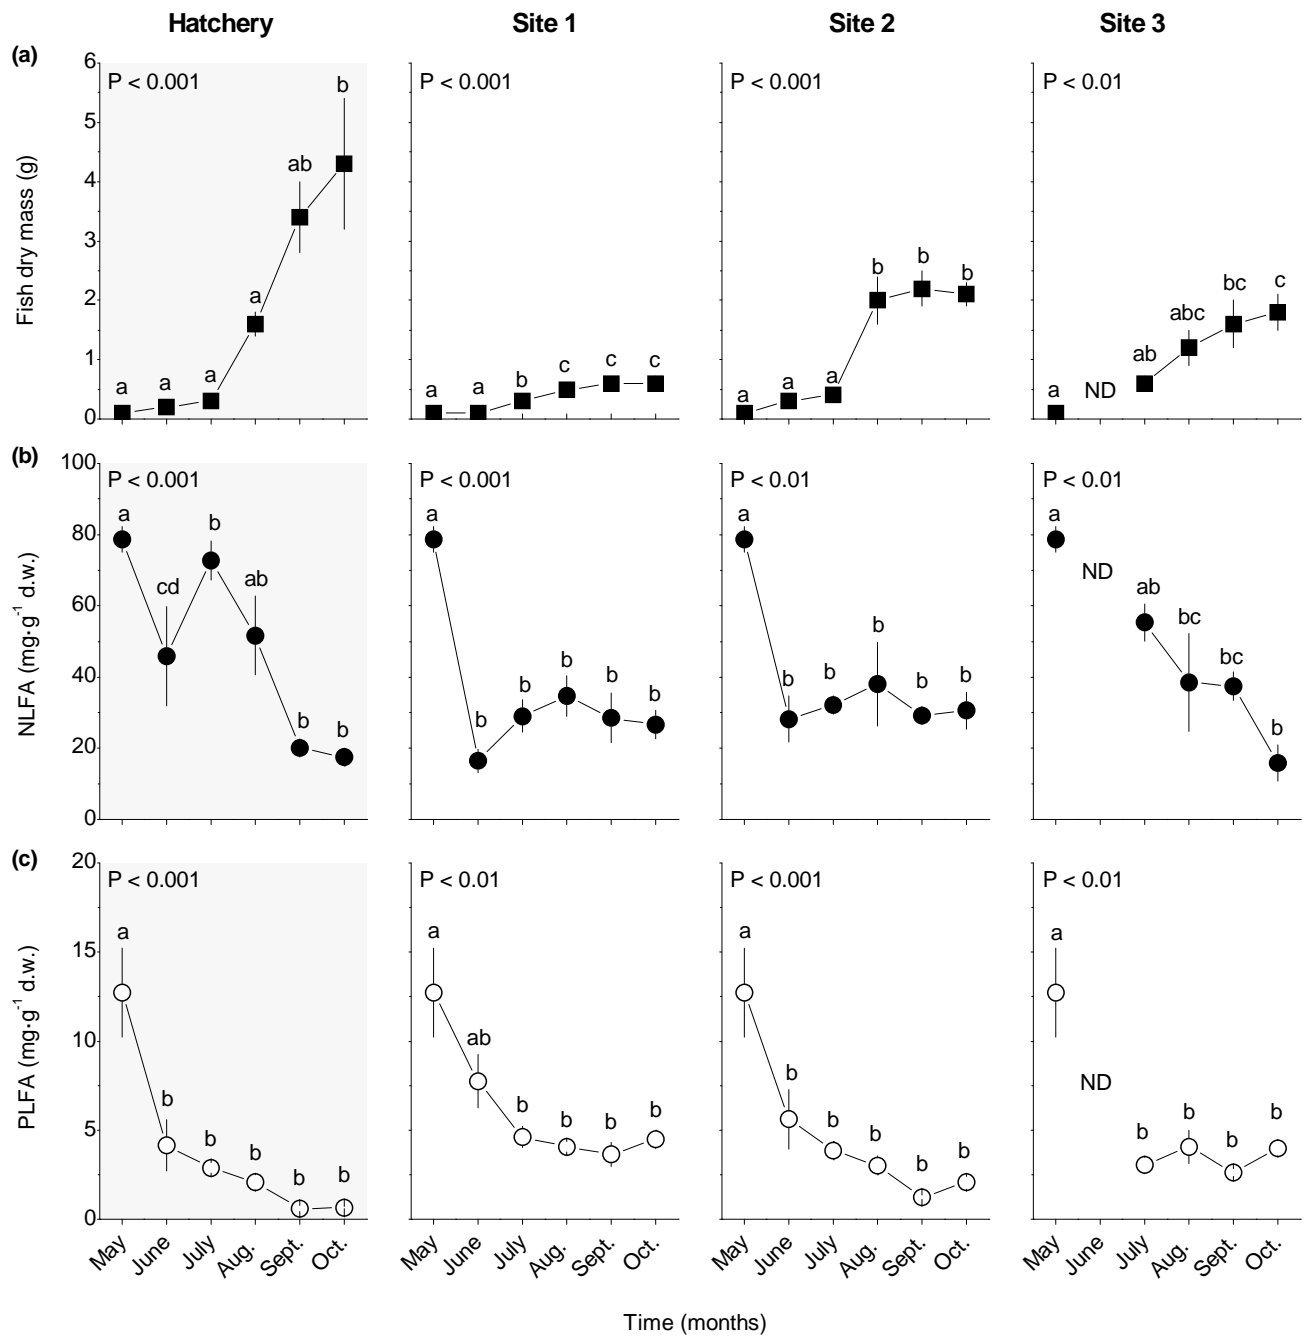 Hatchery Site 1 Site 2 Site 3
(a)
Fish dry mass (g)
6
5
4
3
2
1
0
P < 0.001
a a a a ab b
P < 0.001
a a b c c c
P < 0.001
a a a b b b
P < 0.01
a ND ab abc bc c
(b)
NLFA (mg·g⁻¹ d.w.)
100
80
60
40
20
0
P < 0.001
a cd b ab b b
P < 0.001
a b b b b b
P < 0.01
a b b b b b
P < 0.01
a ND ab bc bc b
(c)
PLFA (mg·g⁻¹ d.w.)
20
15
10
5
0
P < 0.001
a b b b b b
P < 0.01
a ab b b b b
P < 0.001
a b b b b b
P < 0.01
a ND b b b b
May June July Aug. Sept. Oct.
May June July Aug. Sept. Oct.
May June July Aug. Sept. Oct.
May June July Aug. Sept. Oct.
Time (months)